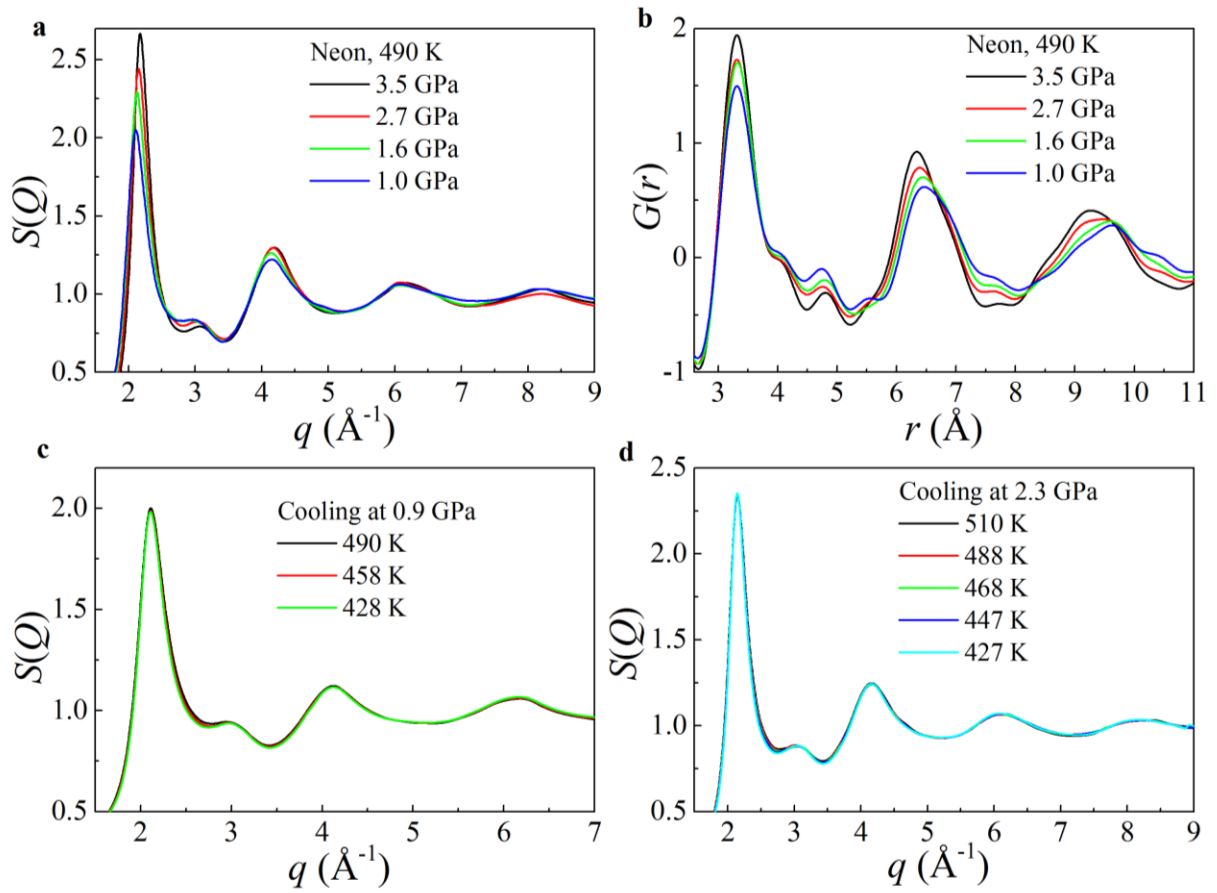 a
Neon, 490 K
3.5 GPa
2.7 GPa
1.6 GPa
1.0 GPa
S(Q)
2.5
2.0
1.5
1.0
0.5
2 3 4 5 6 7 8 9
q (Å⁻¹)
b
Neon, 490 K
3.5 GPa
2.7 GPa
1.6 GPa
1.0 GPa
G(r)
2
1
0
-1
3 4 5 6 7 8 9 10 11
r (Å)
c
Cooling at 0.9 GPa
490 K
458 K
428 K
S(Q)
2.0
1.5
1.0
0.5
2 3 4 5 6 7
q (Å⁻¹)
d
Cooling at 2.3 GPa
510 K
488 K
468 K
447 K
427 K
S(Q)
2.5
2.0
1.5
1.0
0.5
2 3 4 5 6 7 8 9
q (Å⁻¹)